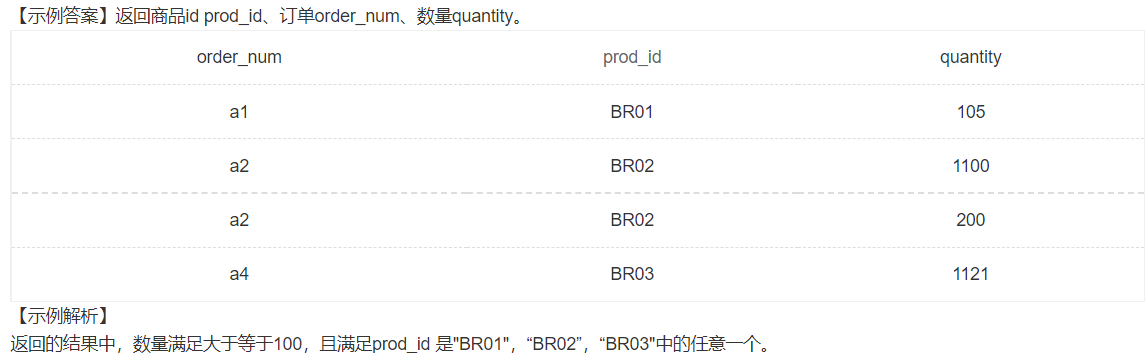 【示例答案】返回商品id prod_id、订单order_num、数量quantity。
order_num prod_id quantity
a1 BR01 105
a2 BR02 1100
a2 BR02 200
a4 BR03 1121
【示例解析】
返回的结果中，数量满足大于等于100，且满足prod_id 是"BR01"，“BR02”，“BR03"中的任意一个。